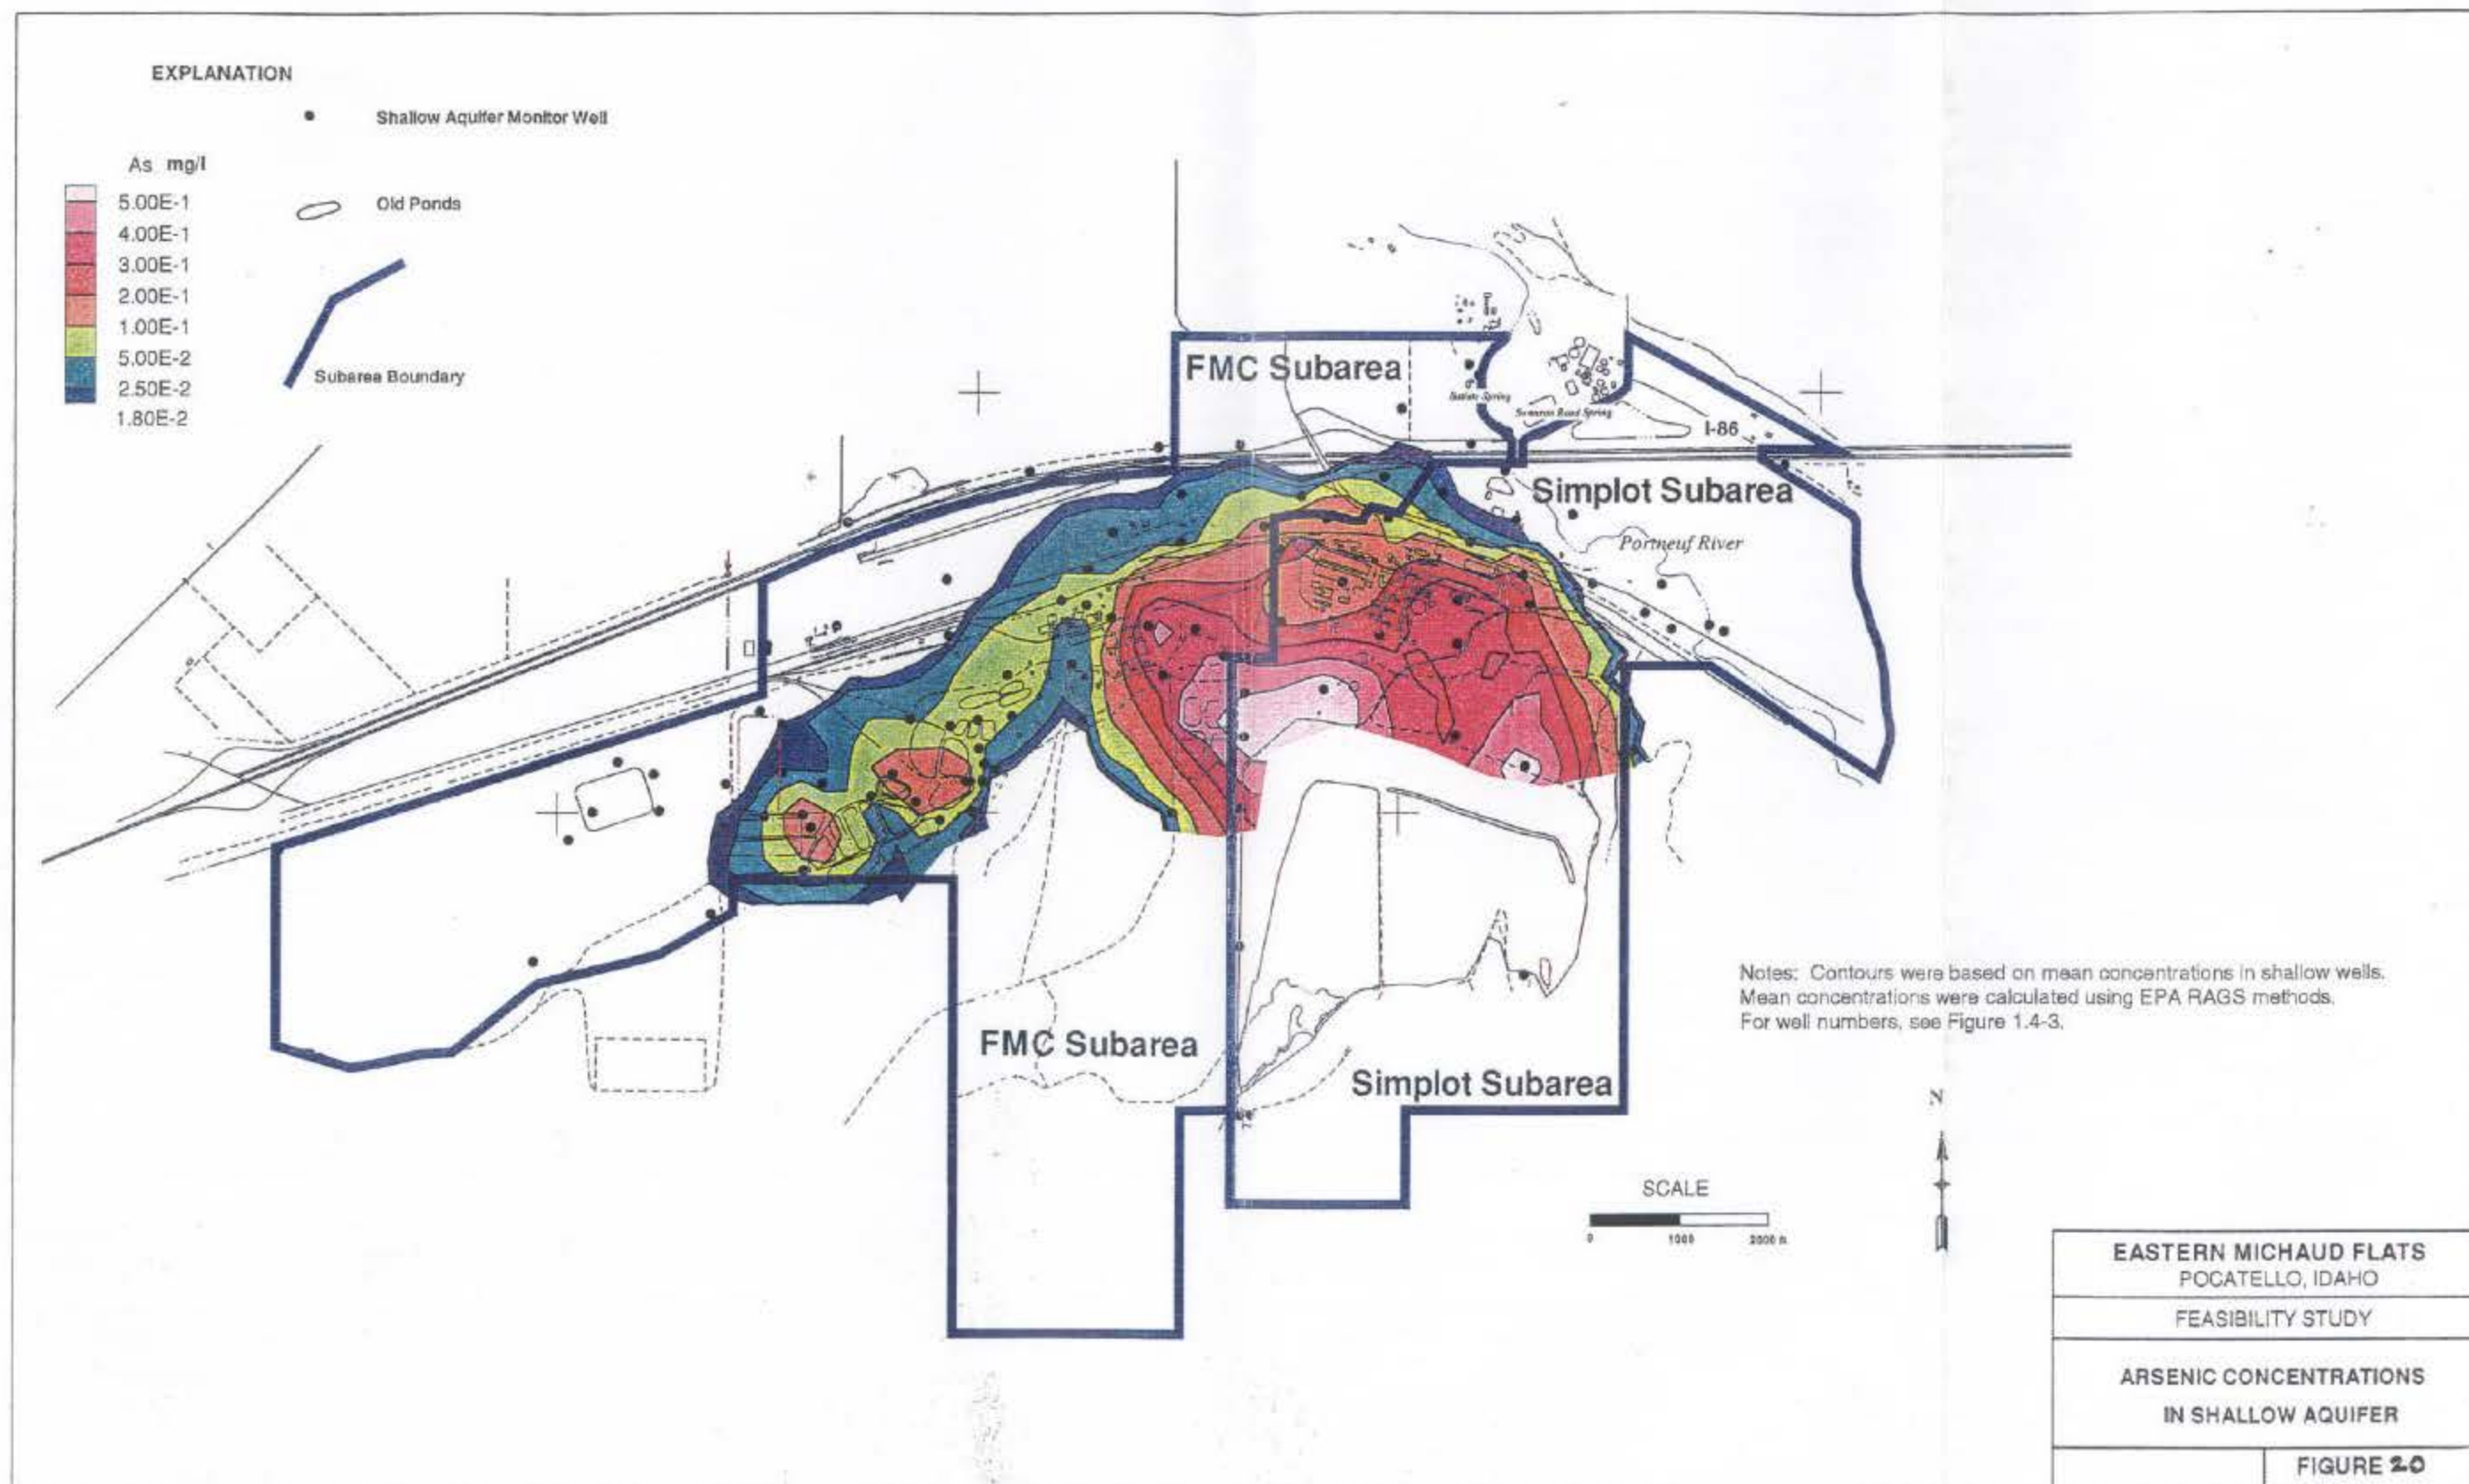 EXPLANATION
Shallow Aquifer Monitor Well
As mg/l
5.00E-1
4.00E-1
3.00E-1
2.00E-1
1.00E-1
5.00E-2
2.50E-2
1.80E-2
Old Ponds
Subarea Boundary
FMC Subarea
Swanson Road Spring
I-86
Simplot Subarea
Portneuf River
Notes: Contours were based on mean concentrations in shallow wells.
Mean concentrations were calculated using EPA RAGS methods.
For well numbers, see Figure 1.4-3.
FMC Subarea
Simplot Subarea
N
SCALE
0 1000 2000 ft
EASTERN MICHAUD FLATS
POCATELLO, IDAHO
FEASIBILITY STUDY
ARSENIC CONCENTRATIONS
IN SHALLOW AQUIFER
FIGURE 20